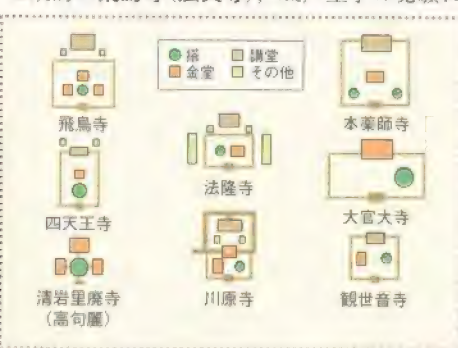 塔 講堂
金堂 その他
飛鳥寺
本薬師寺
法隆寺
四天王寺
大官大寺
清岩里廃寺
(高句麗)
川原寺
観世音寺